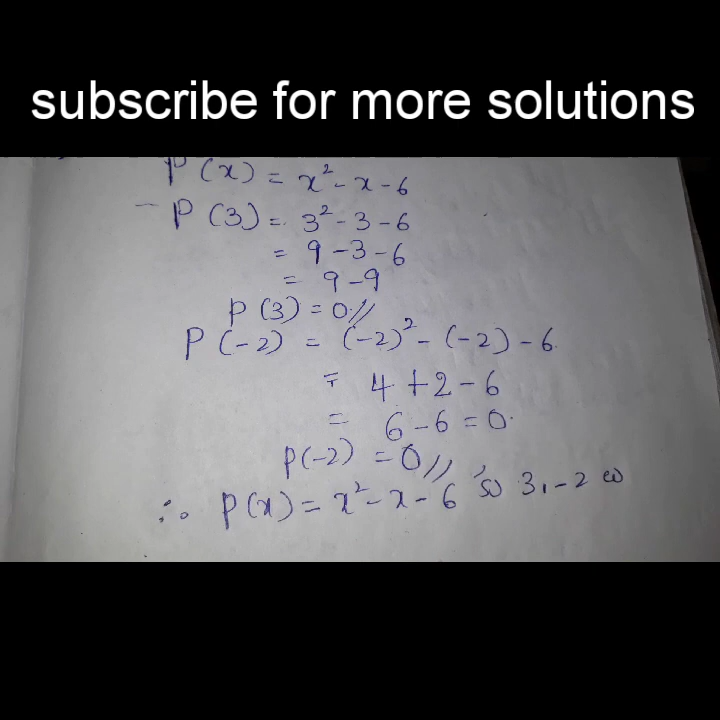 subscribe for more solutions
P(x) = x² - x - 6
- P (3) = 3² - 3 - 6
= 9 - 3 - 6
= 9 - 9
P (3) = 0 //
P (-2) = (-2)² - (-2) - 6
= 4 + 2 - 6
= 6 - 6 = 0
P(-2) = 0 //
∴ P(x) = x² - x - 6 3, -2